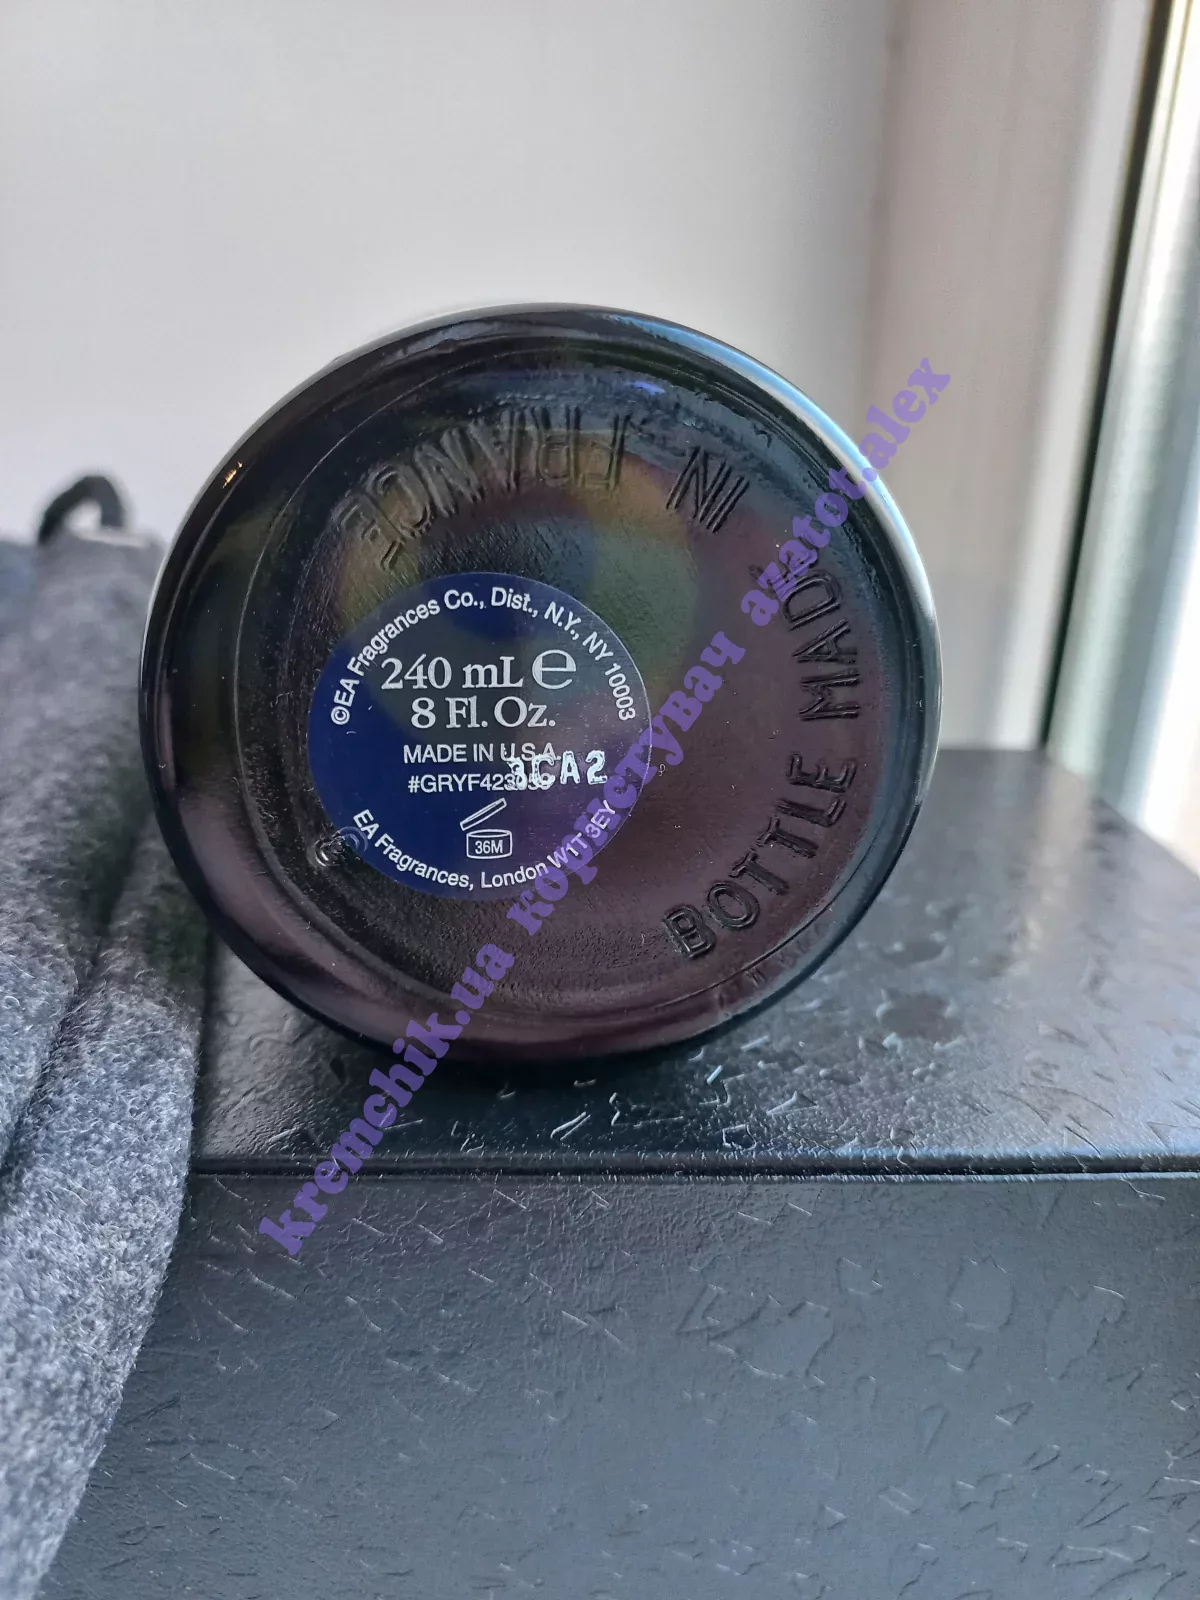 BOTTLE MADE IN FRANCE
©EA Fragrances Co., Dist., N.Y., NY 10003
240 mL ℮
8 Fl. Oz.
MADE IN U.S.A.
3CA2
36M
EA Fragrances, London W1T 3EY
kremchik.ua користувач azatot.alex